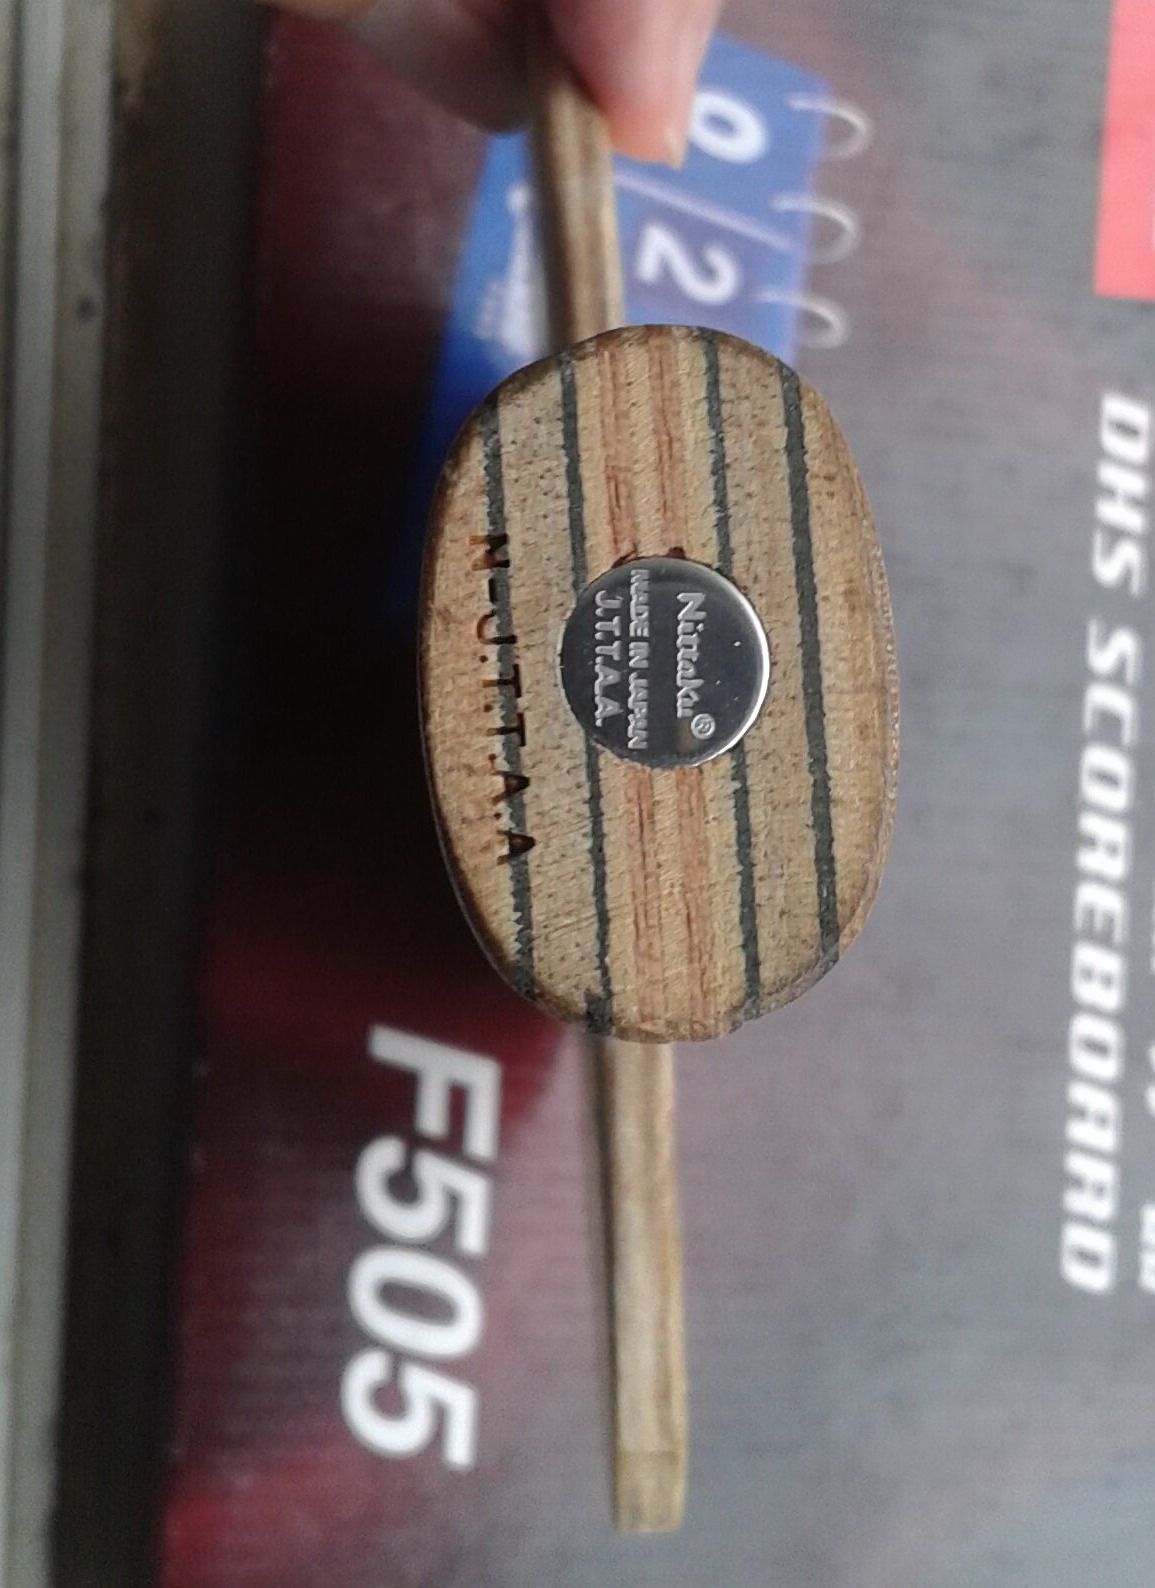 0 2
DHS SCOREBOARD
Nittaku®
MADE IN JAPAN
J.T.T.A.A.
N-J.T.T.A.A
F505